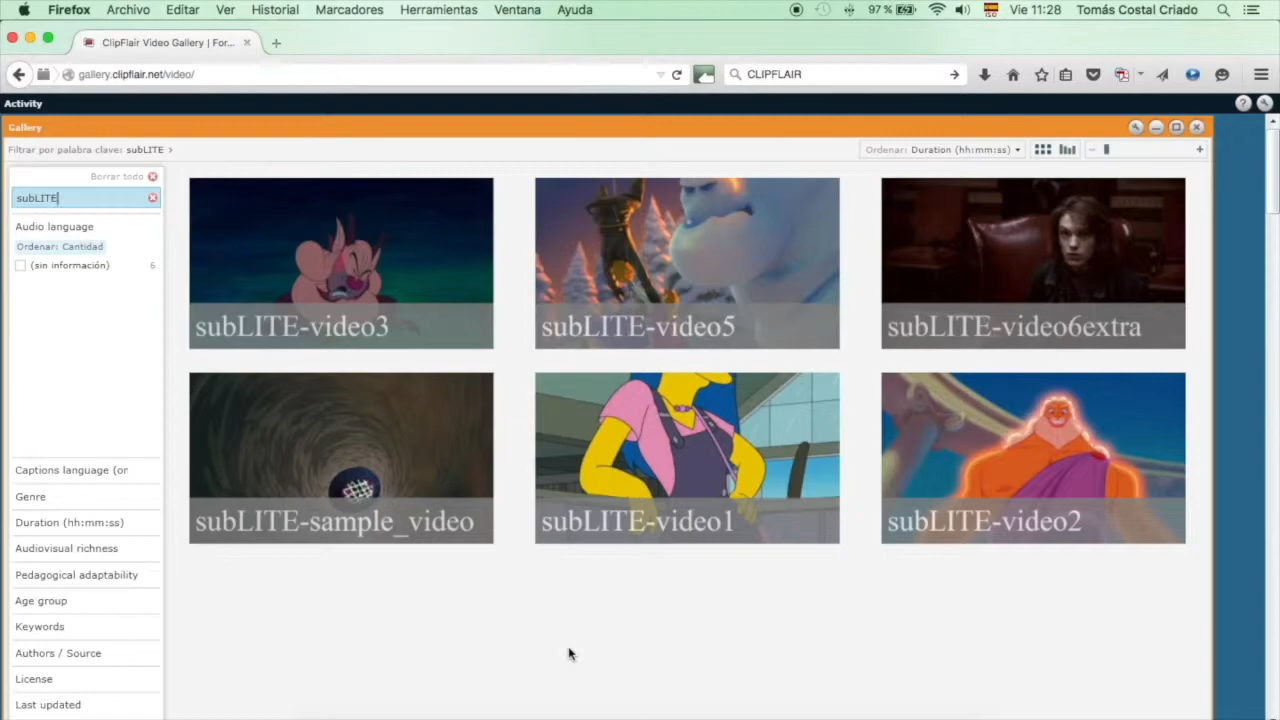 Firefox Archivo Editar Ver Historial Marcadores Herramientas Ventana Ayuda 97 % ISO Vie 11:28 Tomás Costal Criado
ClipFlair Video Gallery | For...
gallery.clipflair.net/video/ CLIPFLAIR
Activity
Gallery
Filtrar por palabra clave: subLITE Ordenar: Duration (hh:mm:ss)
Borrar todo
subLITE
Audio language
Ordenar: Cantidad
(sin información) 6
Captions language (or
Genre
Duration (hh:mm:ss)
Audiovisual richness
Pedagogical adaptability
Age group
Keywords
Authors / Source
License
Last updated
subLITE-video3
subLITE-video5
subLITE-video6extra
subLITE-sample_video
subLITE-video1
subLITE-video2